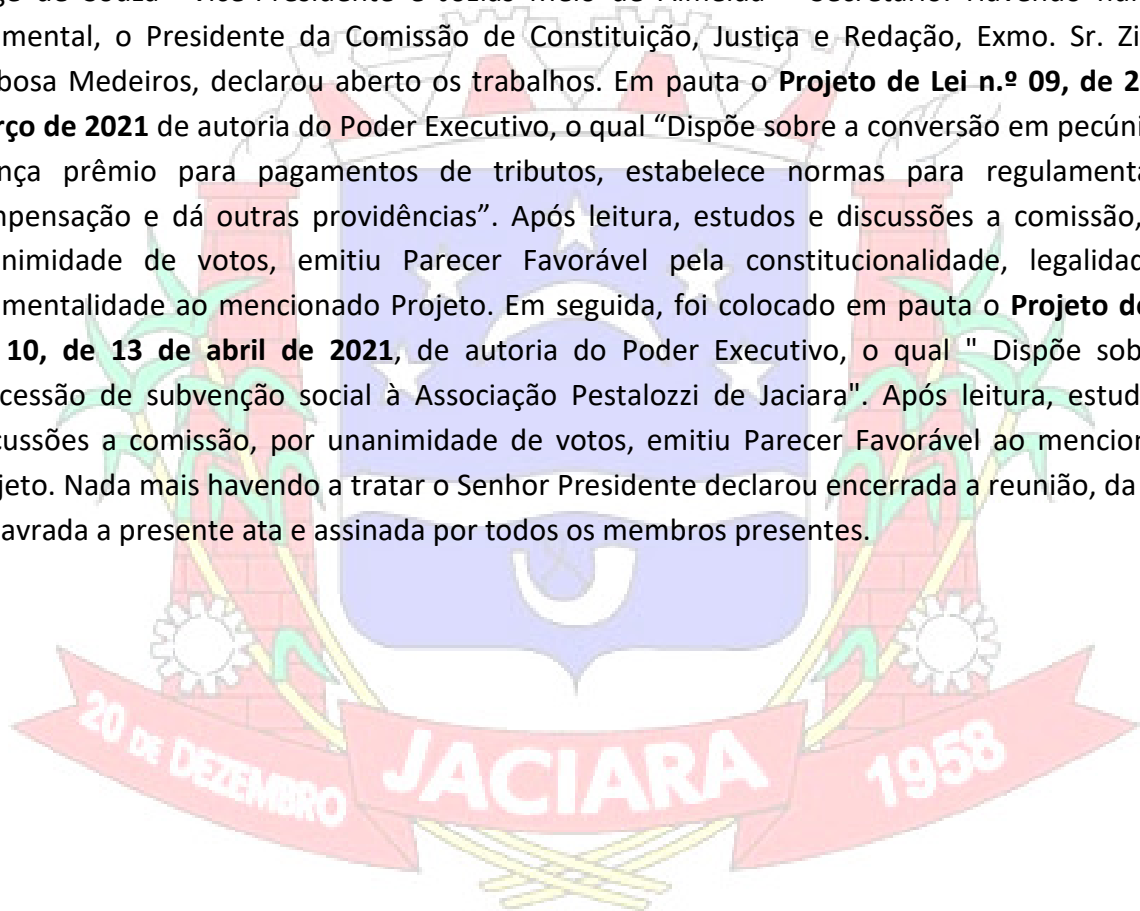 de Souza - Vice-Presidente e Jozias Melo de Almeida – Secretário. Havendo
mental, o Presidente da Comissão de Constituição, Justiça e Redação, Exmo. Sr. Zi
bosa Medeiros, declarou aberto os trabalhos. Em pauta o Projeto de Lei n.º 09, de 2
rço de 2021 de autoria do Poder Executivo, o qual “Dispõe sobre a conversão em pecúni
nça prêmio para pagamentos de tributos, estabelece normas para regulamenta
mpensação e dá outras providências”. Após leitura, estudos e discussões a comissão,
nimidade de votos, emitiu Parecer Favorável pela constitucionalidade, legalidad
mentalidade ao mencionado Projeto. Em seguida, foi colocado em pauta o Projeto de
10, de 13 de abril de 2021, de autoria do Poder Executivo, o qual " Dispõe sob
cessão de subvenção social à Associação Pestalozzi de Jaciara". Após leitura, estud
cussões a comissão, por unanimidade de votos, emitiu Parecer Favorável ao mencion
jeto. Nada mais havendo a tratar o Senhor Presidente declarou encerrada a reunião, da
avrada a presente ata e assinada por todos os membros presentes.
20 DE DEZEMBRO
JACIARA
1958